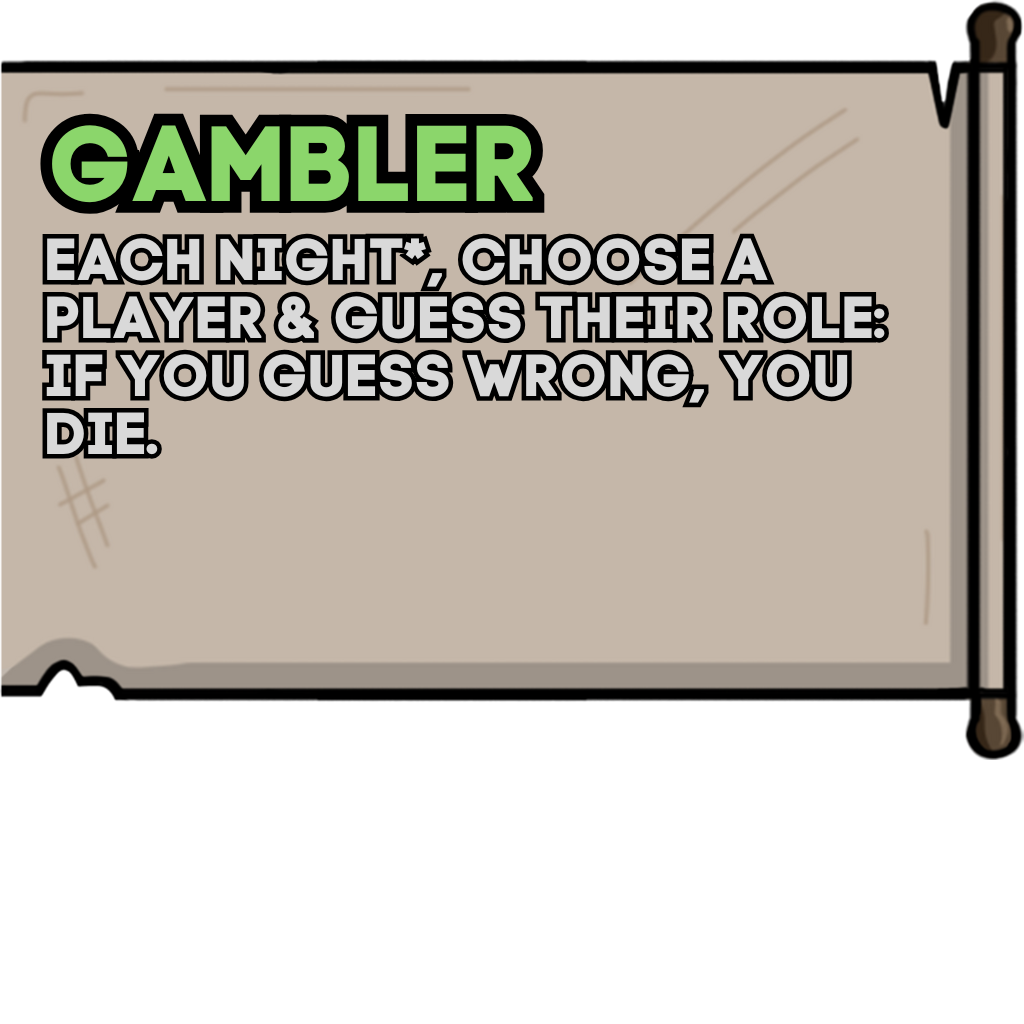 GAMBLER
EACH NIGHT*, CHOOSE A
PLAYER & GUESS THEIR ROLE:
IF YOU GUESS WRONG, YOU
DIE.